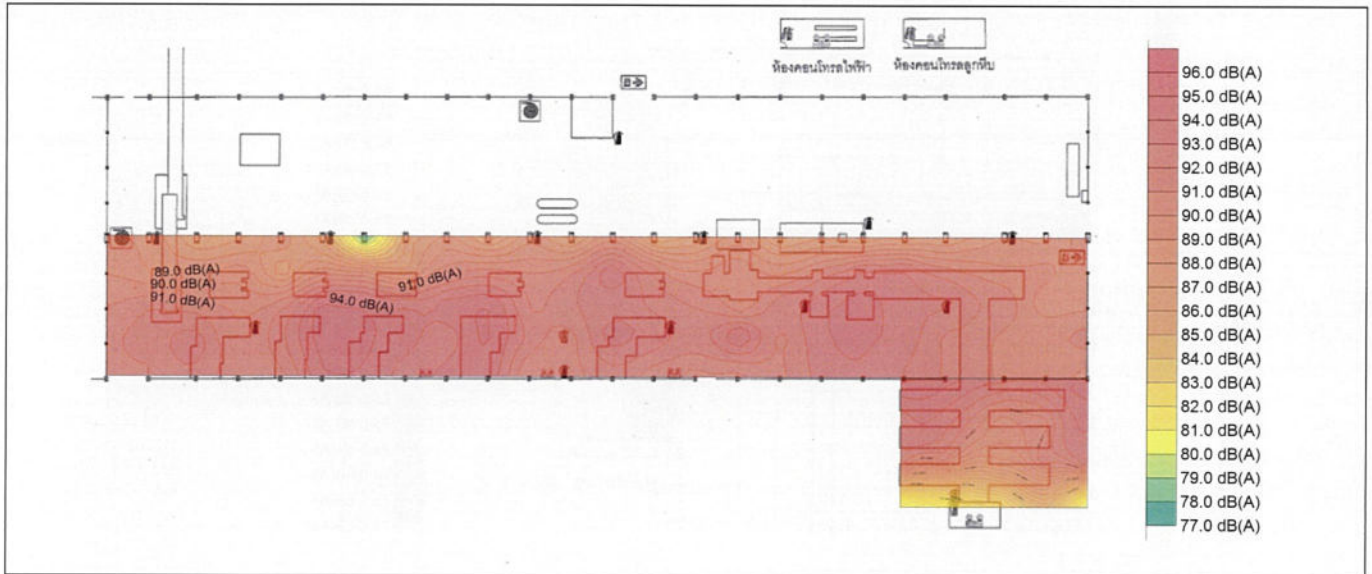 ห้องคอนโทรลไฟฟ้า
ห้องคอนโทรลลูกหีบ
96.0 dB(A)
95.0 dB(A)
94.0 dB(A)
93.0 dB(A)
92.0 dB(A)
91.0 dB(A)
90.0 dB(A)
89.0 dB(A)
88.0 dB(A)
87.0 dB(A)
86.0 dB(A)
85.0 dB(A)
84.0 dB(A)
83.0 dB(A)
82.0 dB(A)
81.0 dB(A)
80.0 dB(A)
79.0 dB(A)
78.0 dB(A)
77.0 dB(A)
89.0 dB(A)
90.0 dB(A)
91.0 dB(A)
94.0 dB(A)
91.0 dB(A)